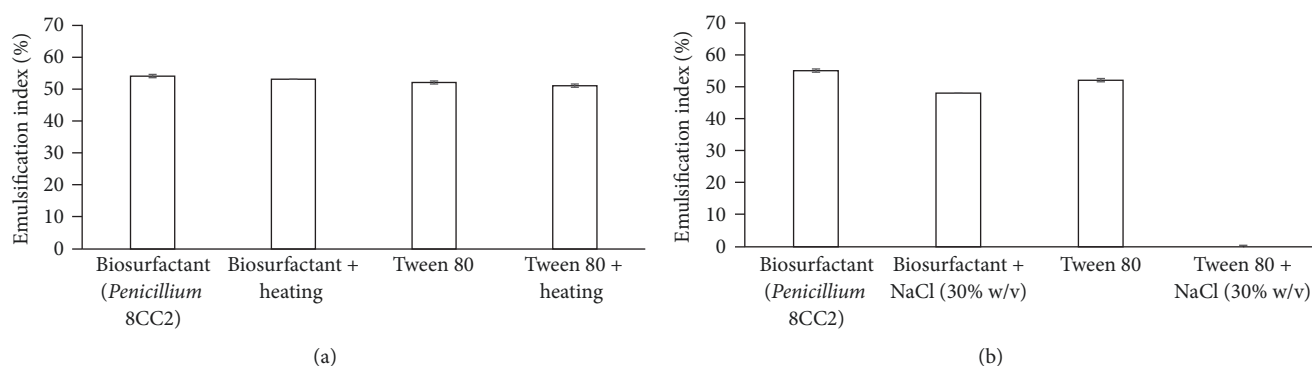 Emulsification index (%)
70
60
50
40
30
20
10
0
Biosurfactant
(Penicillium
8CC2)
Biosurfactant +
heating
Tween 80
Tween 80 +
heating
(a)
Emulsification index (%)
70
60
50
40
30
20
10
0
Biosurfactant
(Penicillium
8CC2)
Biosurfactant +
NaCl (30% w/v)
Tween 80
Tween 80 +
NaCl (30% w/v)
(b)